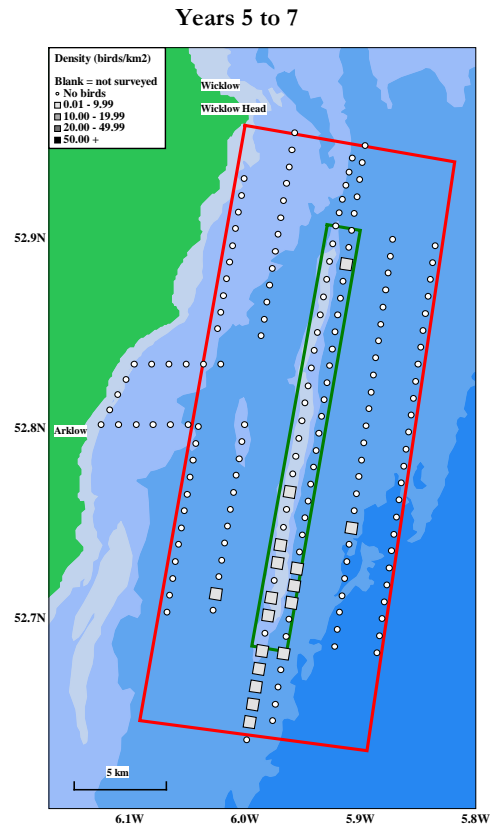 Years 5 to 7
Density (birds/km2)
Blank = not surveyed
No birds
0.01 - 9.99
10.00 - 19.99
20.00 - 49.99
50.00 +
Wicklow
Wicklow Head
52.9N
52.8N
Arklow
52.7N
5 km
6.1W 6.0W 5.9W 5.8W